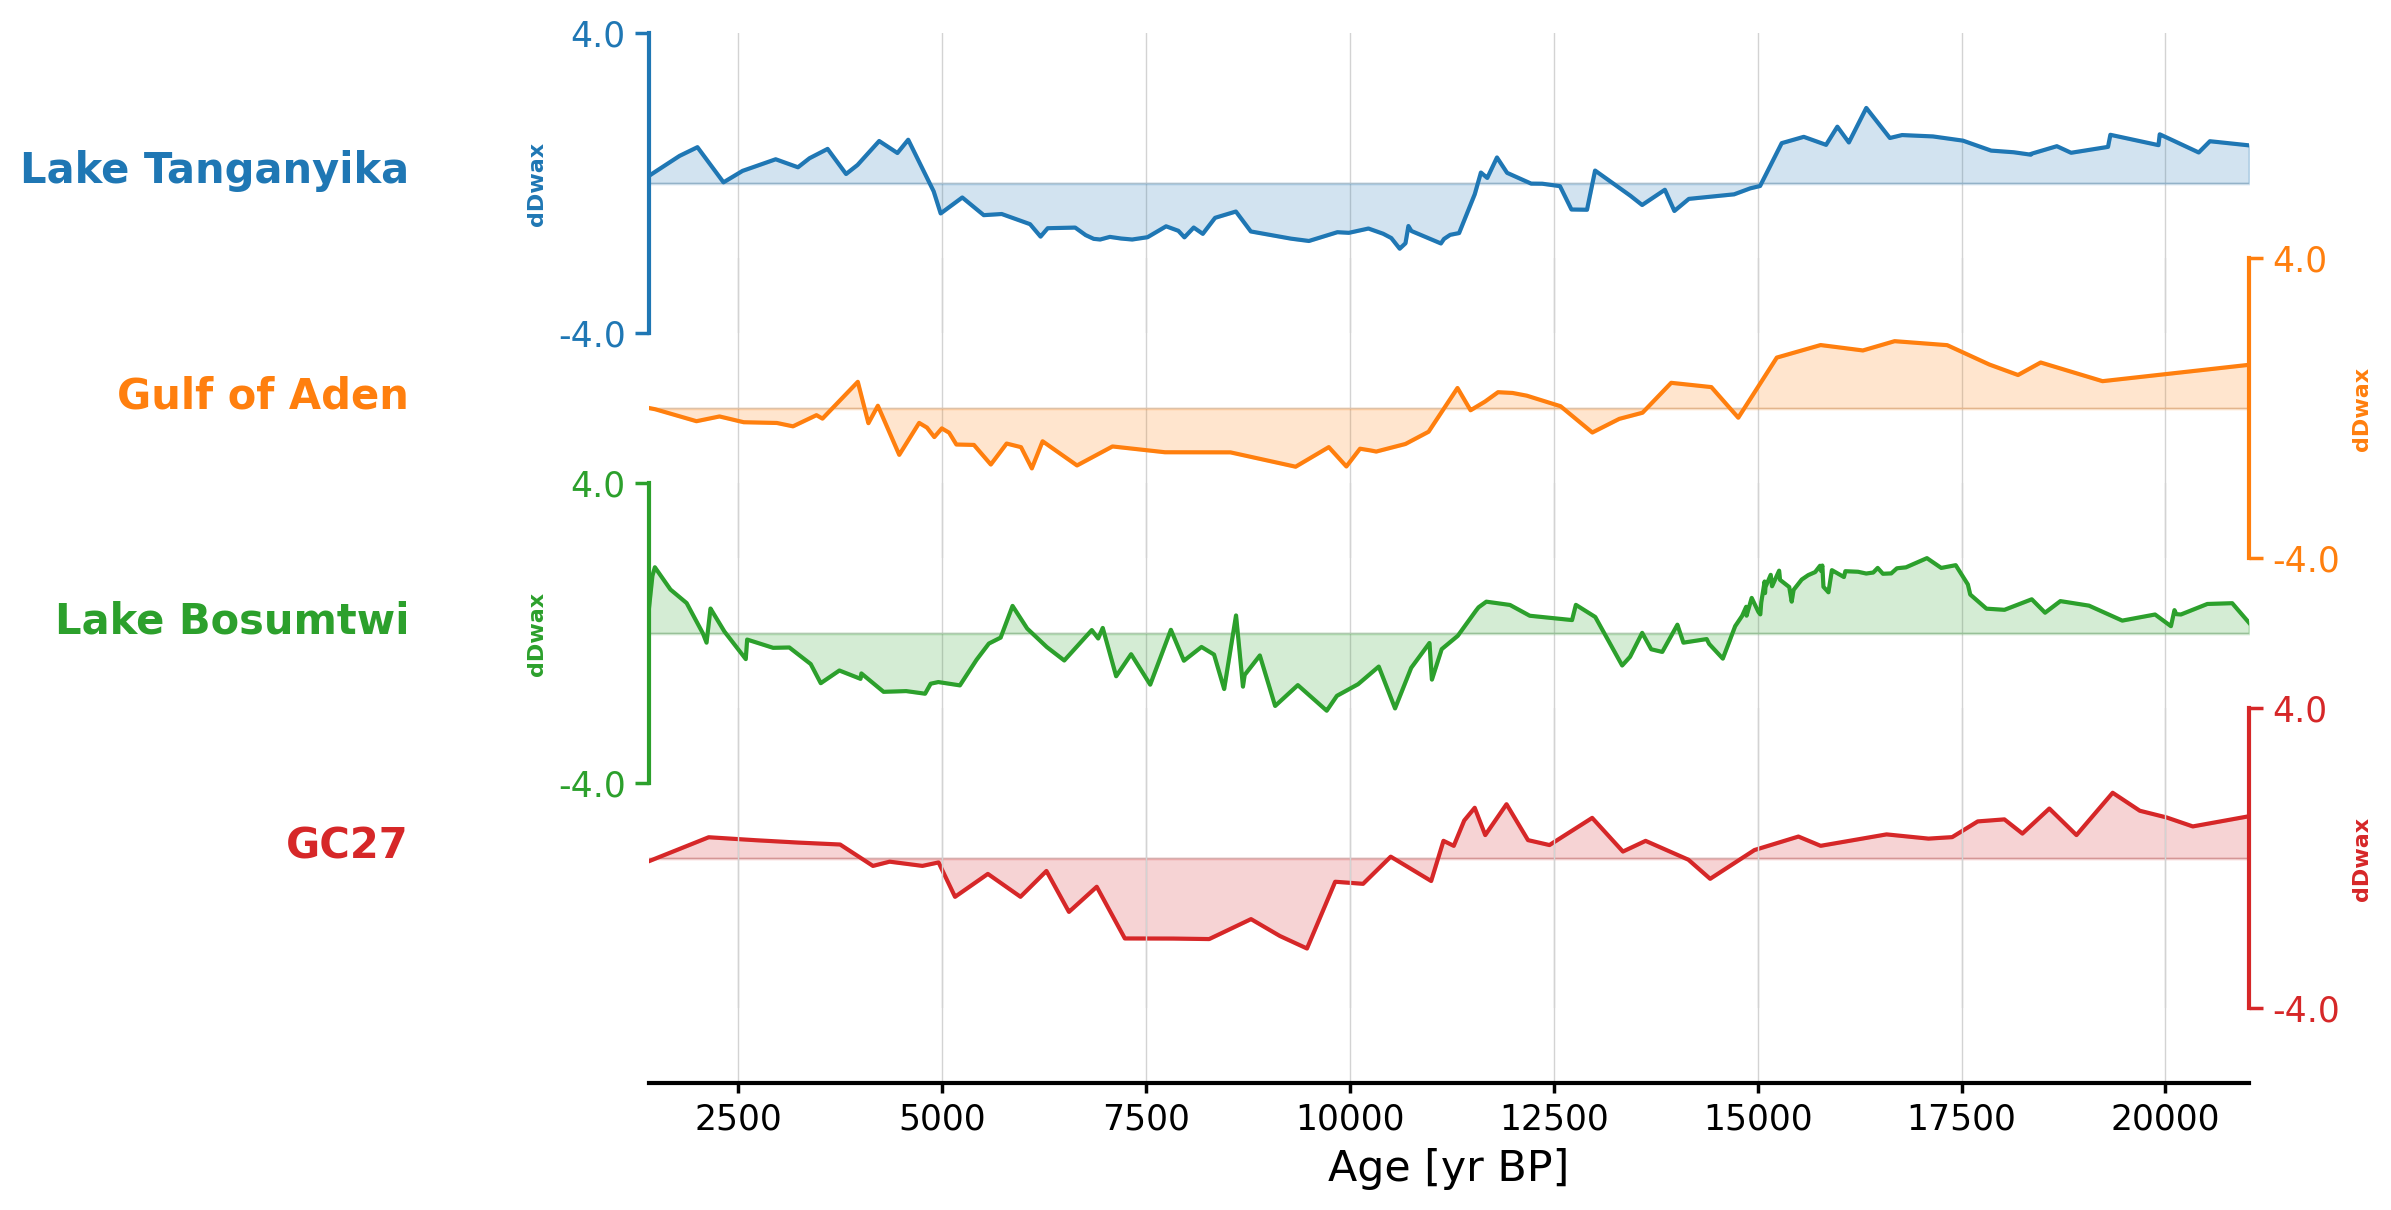 4.0
Lake Tanganyika
dDwax
-4.0
4.0
Gulf of Aden
dDwax
-4.0
4.0
Lake Bosumtwi
dDwax
-4.0
4.0
GC27
dDwax
-4.0
2500 5000 7500 10000 12500 15000 17500 20000
Age [yr BP]